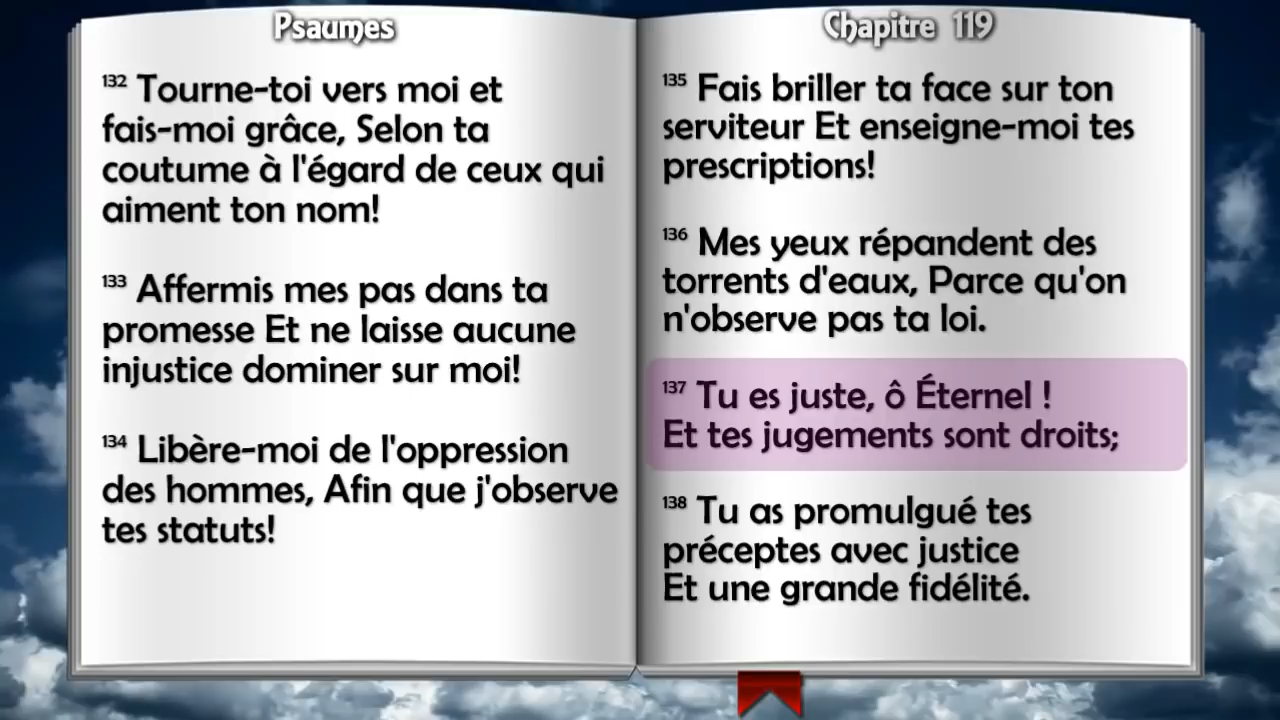 Psaumes
132 Tourne-toi vers moi et
fais-moi grâce, Selon ta
coutume à l'égard de ceux qui
aiment ton nom!
133 Affermis mes pas dans ta
promesse Et ne laisse aucune
injustice dominer sur moi!
134 Libère-moi de l'oppression
des hommes, Afin que j'observe
tes statuts!
Chapitre 119
135 Fais briller ta face sur ton
serviteur Et enseigne-moi tes
prescriptions!
136 Mes yeux répandent des
torrents d'eaux, Parce qu'on
n'observe pas ta loi.
137 Tu es juste, ô Éternel !
Et tes jugements sont droits;
138 Tu as promulgué tes
préceptes avec justice
Et une grande fidélité.